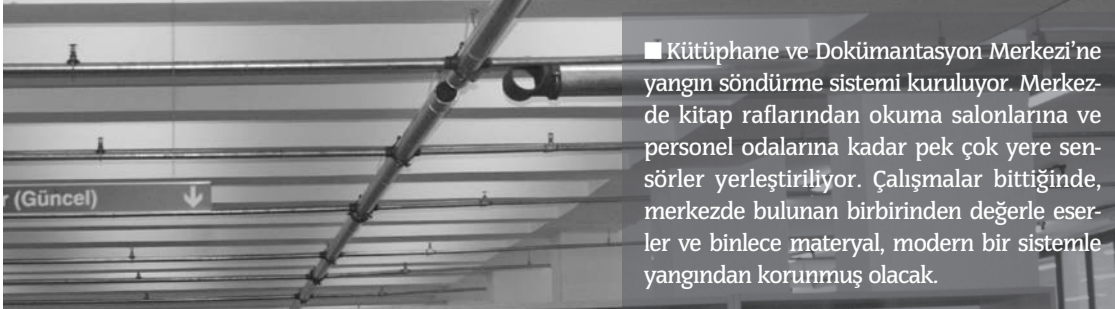 ■ Kütüphane ve Dokümantasyon Merkezi’ne
yangın söndürme sistemi kuruluyor. Merkez-
de kitap raflarından okuma salonlarına ve
personel odalarına kadar pek çok yere sen-
sörler yerleştiriliyor. Çalışmalar bittiğinde,
merkezde bulunan birbirinden değerle eser-
ler ve binlece materyal, modern bir sistemle
yangından korunmuş olacak.
r (Güncel) ↓